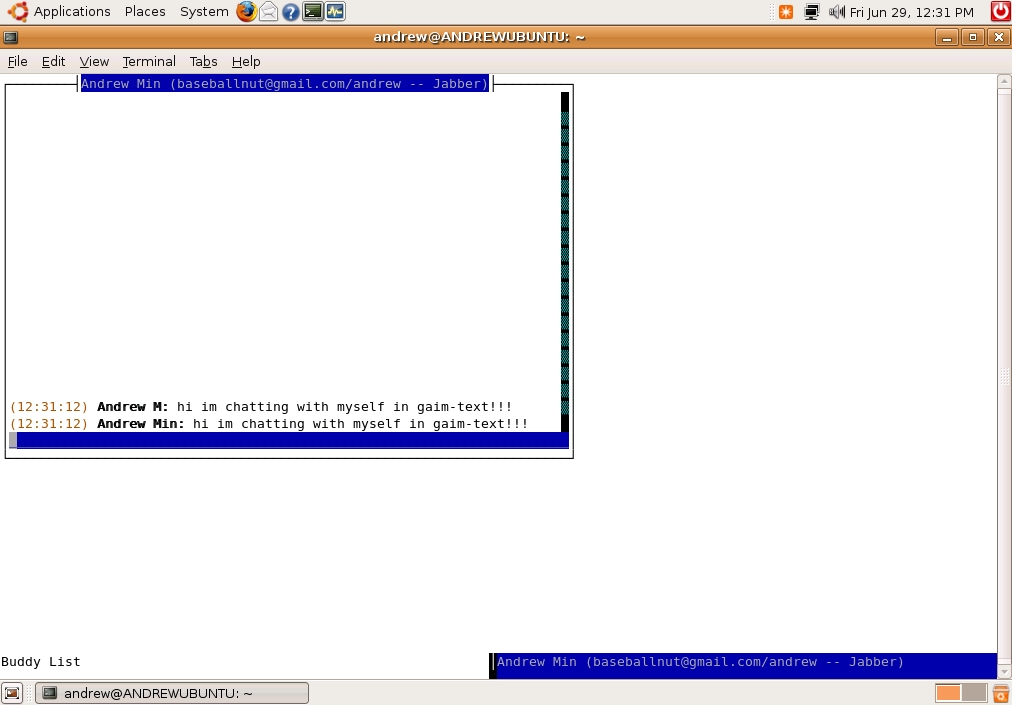 Applications Places System Fri Jun 29, 12:31 PM
andrew@ANDREWUBUNTU: ~
File Edit View Terminal Tabs Help
Andrew Min (baseballnut@gmail.com/andrew -- Jabber)
(12:31:12) Andrew M: hi im chatting with myself in gaim-text!!!
(12:31:12) Andrew Min: hi im chatting with myself in gaim-text!!!
Buddy List Andrew Min (baseballnut@gmail.com/andrew -- Jabber)
andrew@ANDREWUBUNTU: ~